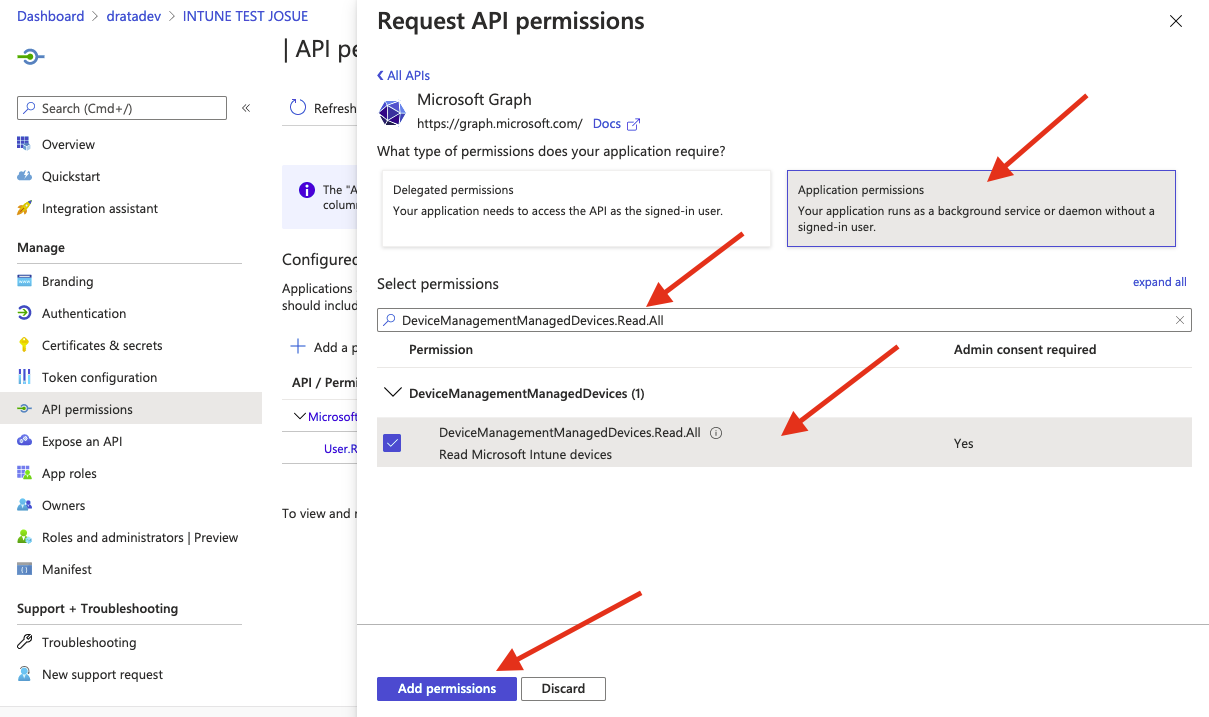 Dashboard > dratadev > INTUNE TEST JOSUE
| API pe
Search (Cmd+/)
«
Overview
Quickstart
Integration assistant
Manage
Branding
Authentication
Certificates & secrets
Token configuration
API permissions
Expose an API
App roles
Owners
Roles and administrators | Preview
Manifest
Support + Troubleshooting
Troubleshooting
New support request
Refresh
The "A
colum
Configured
Applications
should includ
Add a p
API / Permi
Microsoft
User.R
To view and r
Request API permissions
All APIs
Microsoft Graph
https://graph.microsoft.com/ Docs
What type of permissions does your application require?
Delegated permissions
Your application needs to access the API as the signed-in user.
Application permissions
Your application runs as a background service or daemon without a
signed-in user.
Select permissions
expand all
DeviceManagementManagedDevices.Read.All
Permission Admin consent required
DeviceManagementManagedDevices (1)
DeviceManagementManagedDevices.Read.All
Read Microsoft Intune devices
Yes
Add permissions Discard